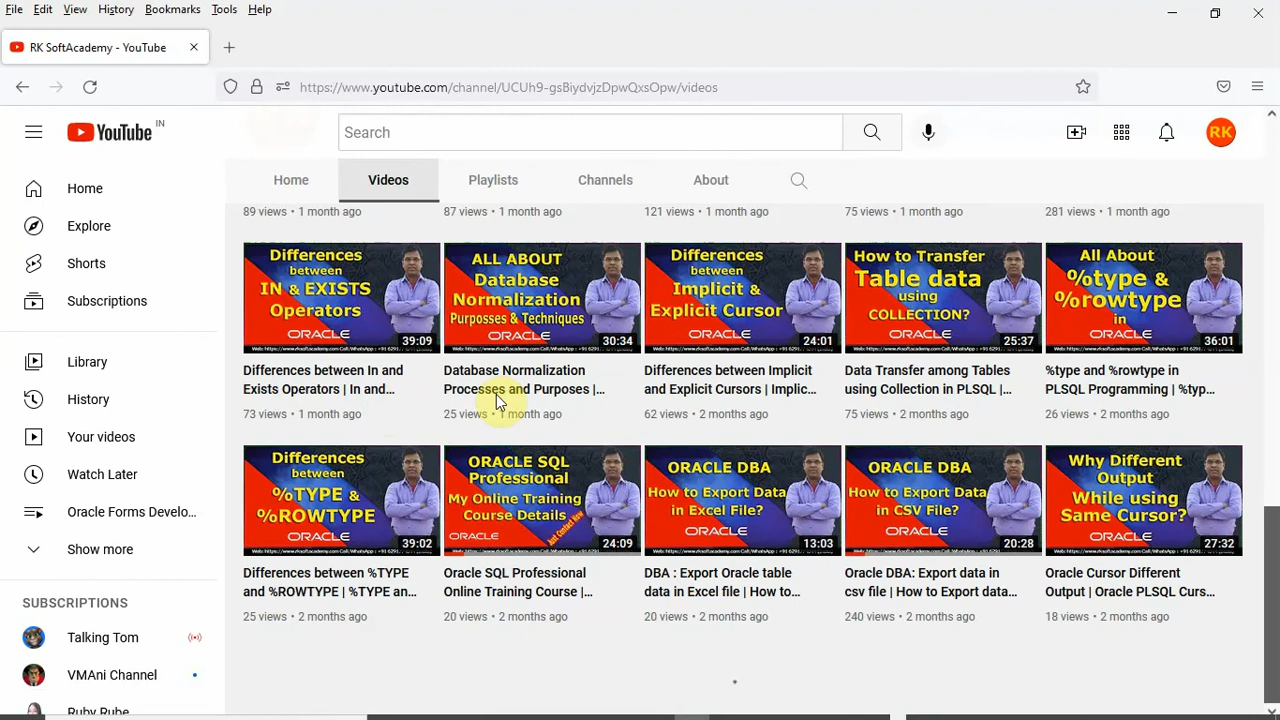 File Edit View History Bookmarks Tools Help
RK SoftAcademy - YouTube
https://www.youtube.com/channel/UCUh9-gsBiydvjzDpwQxsOpw/videos
YouTube IN
Search
RK
Home Videos Playlists Channels About
Home
Explore
Shorts
Subscriptions
Library
History
Your videos
Watch Later
Oracle Forms Develo...
Show more
SUBSCRIPTIONS
Talking Tom
VMAni Channel
Ruby Rube
89 views • 1 month ago
87 views • 1 month ago
121 views • 1 month ago
75 views • 1 month ago
281 views • 1 month ago
Differences
between
IN & EXISTS
Operators
ORACLE
39:09
Differences between In and
Exists Operators | In and...
73 views • 1 month ago
ALL ABOUT
Database
Normalization
Purposses & Techniques
ORACLE
30:34
Database Normalization
Processes and Purposes |...
25 views • 1 month ago
Differences
between
Implicit &
Explicit Cursor
ORACLE
24:01
Differences between Implicit
and Explicit Cursors | Implic...
62 views • 2 months ago
How to Transfer
Table data
using
COLLECTION?
ORACLE
25:37
Data Transfer among Tables
using Collection in PLSQL |...
75 views • 2 months ago
All About
%type &
%rowtype
in
ORACLE
36:01
%type and %rowtype in
PLSQL Programming | %typ...
26 views • 2 months ago
Differences
between
%TYPE &
%ROWTYPE
ORACLE
39:02
Differences between %TYPE
and %ROWTYPE | %TYPE an...
25 views • 2 months ago
ORACLE SQL
Professional
My Online Training
Course Details
Just Contact Now
ORACLE
24:09
Oracle SQL Professional
Online Training Course |...
20 views • 2 months ago
ORACLE DBA
How to Export Data
in Excel File?
ORACLE
13:03
DBA : Export Oracle table
data in Excel file | How to...
20 views • 2 months ago
ORACLE DBA
How to Export Data
in CSV File?
ORACLE
20:28
Oracle DBA: Export data in
csv file | How to Export data...
240 views • 2 months ago
Why Different
Output
While using
Same Cursor?
ORACLE
27:32
Oracle Cursor Different
Output | Oracle PLSQL Curs...
18 views • 2 months ago